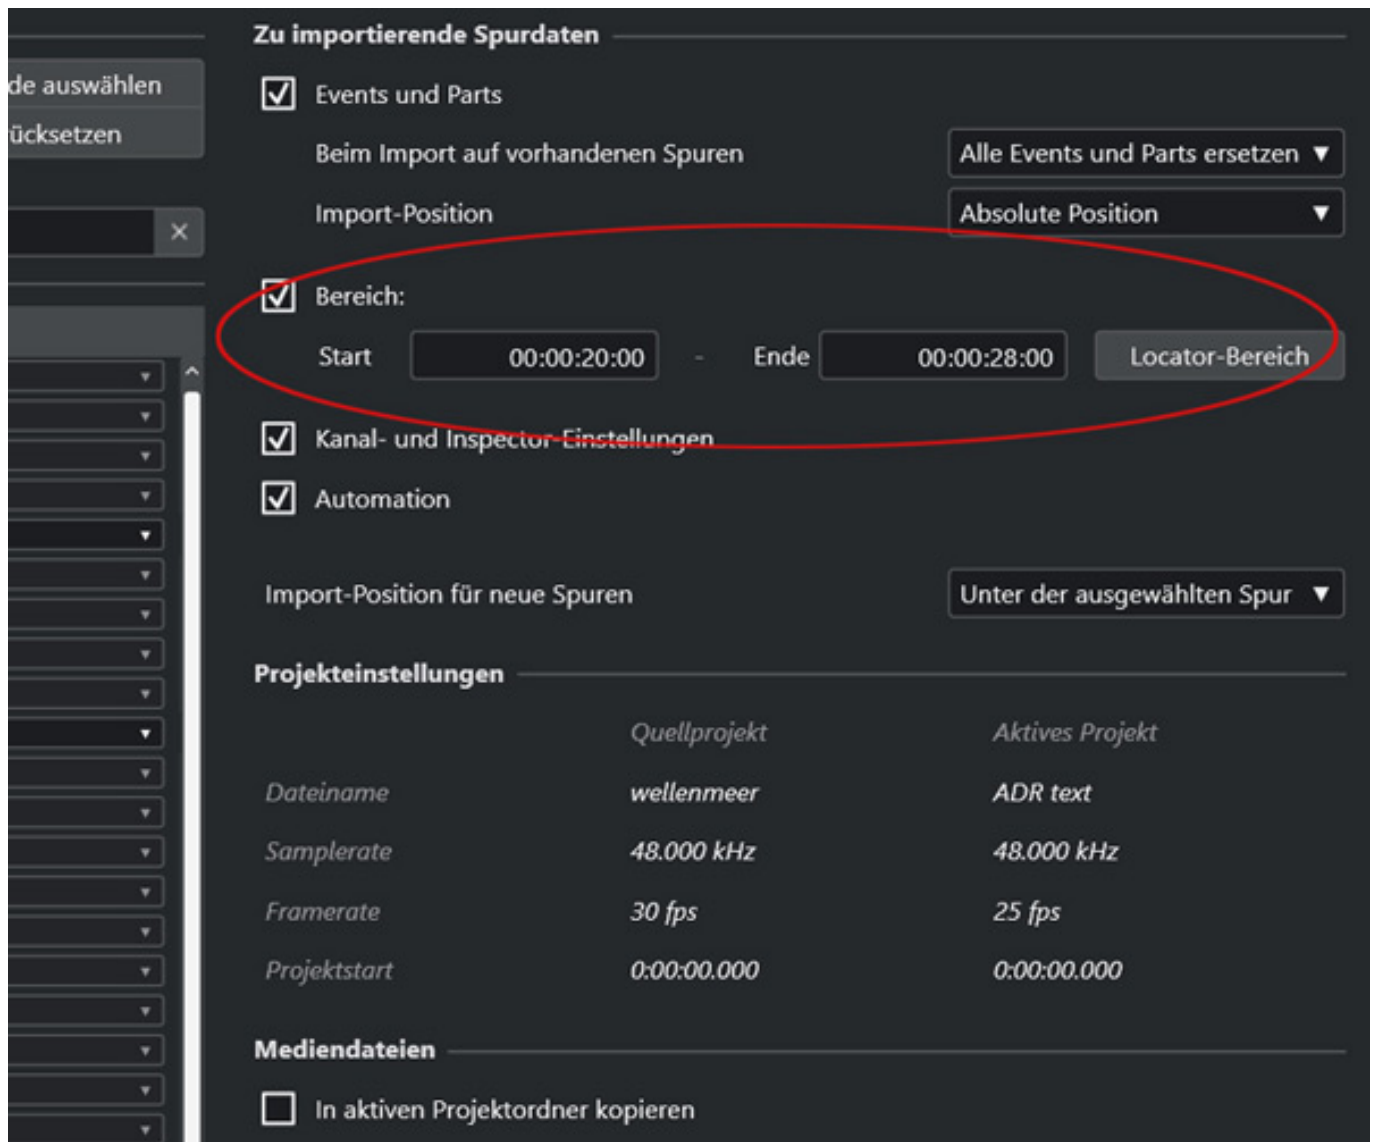 Zu importierende Spurdaten
de auswählen
Events und Parts
ücksetzen
Beim Import auf vorhandenen Spuren Alle Events und Parts ersetzen
Import-Position Absolute Position
Bereich:
Start 00:00:20:00 - Ende 00:00:28:00 Locator-Bereich
Kanal- und Inspector-Einstellungen
Automation
Import-Position für neue Spuren Unter der ausgewählten Spur
Projekteinstellungen
Quellprojekt Aktives Projekt
Dateiname wellenmeer ADR text
Samplerate 48.000 kHz 48.000 kHz
Framerate 30 fps 25 fps
Projektstart 0:00:00.000 0:00:00.000
Mediendateien
In aktiven Projektordner kopieren